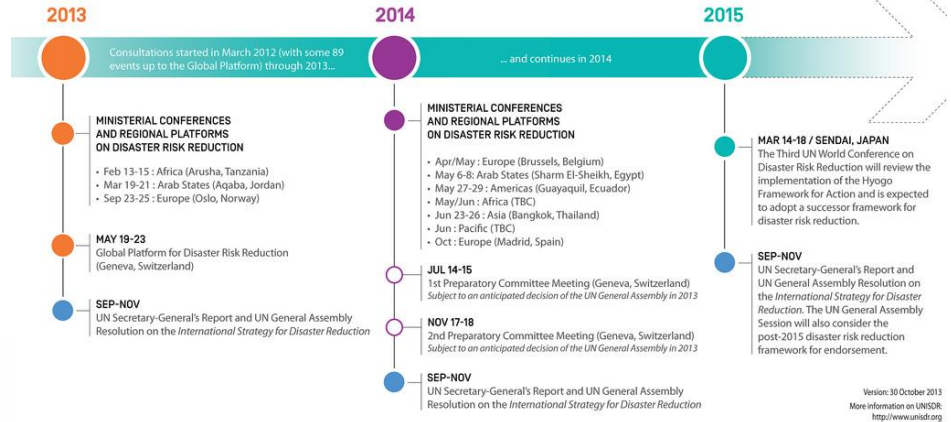 2013
2014
2015
Consultations started in March 2012 (with some 89
events up to the Global Platform) through 2013...
... and continues in 2014
MINISTERIAL CONFERENCES
AND REGIONAL PLATFORMS
ON DISASTER RISK REDUCTION
• Feb 13-15 : Africa (Arusha, Tanzania)
• Mar 19-21 : Arab States (Aqaba, Jordan)
• Sep 23-25 : Europe (Oslo, Norway)
MAY 19-23
Global Platform for Disaster Risk Reduction
(Geneva, Switzerland)
SEP-NOV
UN Secretary-General's Report and UN General Assembly
Resolution on the International Strategy for Disaster Reduction
MINISTERIAL CONFERENCES
AND REGIONAL PLATFORMS
ON DISASTER RISK REDUCTION
• Apr/May : Europe (Brussels, Belgium)
• May 6-8: Arab States (Sharm El-Sheikh, Egypt)
• May 27-29 : Americas (Guayaquil, Ecuador)
• May/Jun : Africa (TBC)
• Jun 23-26 : Asia (Bangkok, Thailand)
• Jun : Pacific (TBC)
• Oct : Europe (Madrid, Spain)
JUL 14-15
1st Preparatory Committee Meeting (Geneva, Switzerland)
Subject to an anticipated decision of the UN General Assembly in 2013
NOV 17-18
2nd Preparatory Committee Meeting (Geneva, Switzerland)
Subject to an anticipated decision of the UN General Assembly in 2013
SEP-NOV
UN Secretary-General's Report and UN General Assembly
Resolution on the International Strategy for Disaster Reduction
MAR 14-18 / SENDAI, JAPAN
The Third UN World Conference on
Disaster Risk Reduction will review the
implementation of the Hyogo
Framework for Action and is expected
to adopt a successor framework for
disaster risk reduction.
SEP-NOV
UN Secretary-General's Report and
UN General Assembly Resolution on
the International Strategy for Disaster
Reduction. The UN General Assembly
Session will also consider the
post-2015 disaster risk reduction
framework for endorsement.
Version: 30 October 2013
More information on UNISDR:
http://www.unisdr.org